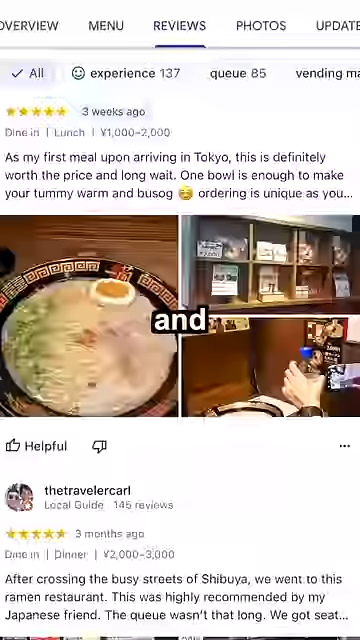 OVERVIEW MENU REVIEWS PHOTOS UPDATE
All experience 137 queue 85 vending ma
3 weeks ago
Dine in | Lunch | ¥1,000–2,000
As my first meal upon arriving in Tokyo, this is definitely
worth the price and long wait. One bowl is enough to make
your tummy warm and busog ☺️ ordering is unique as you...
and
Helpful
thetravelercarl
Local Guide · 145 reviews
3 months ago
Dine in | Dinner | ¥2,000–3,000
After crossing the busy streets of Shibuya, we went to this
ramen restaurant. This was highly recommended by my
Japanese friend. The queue wasn't that long. We got seat...